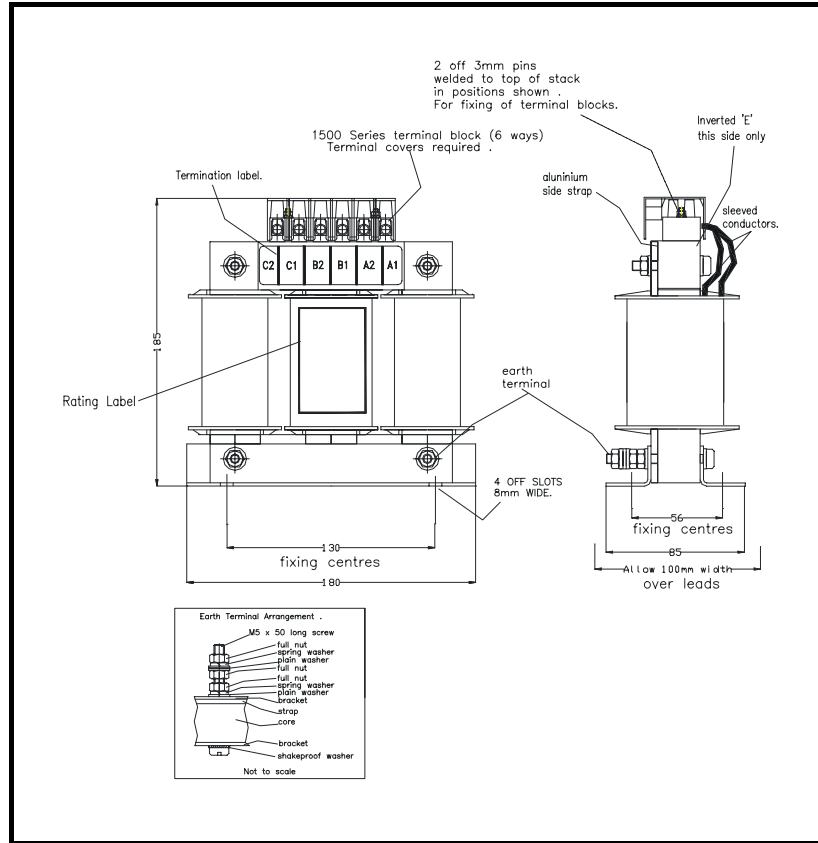 2 off 3mm pins
welded to top of stack
in positions shown .
For fixing of terminal blocks.
Inverted 'E'
this side only
1500 Series terminal block (6 ways)
Terminal covers required .
Termination label.
aluninium
side strap
sleeved
conductors.
C2 C1 B2 B1 A2 A1
185
Rating Label
earth
terminal
4 OFF SLOTS
8mm WIDE.
130
fixing centres
180
56
fixing centres
85
Allow 100mm width
over leads
Earth Terminal Arrangement .
M5 x 50 long screw
full nut
spring washer
plain washer
full nut
full nut
spring washer
plain washer
bracket
strap
core
bracket
shakeproof washer
Not to scale